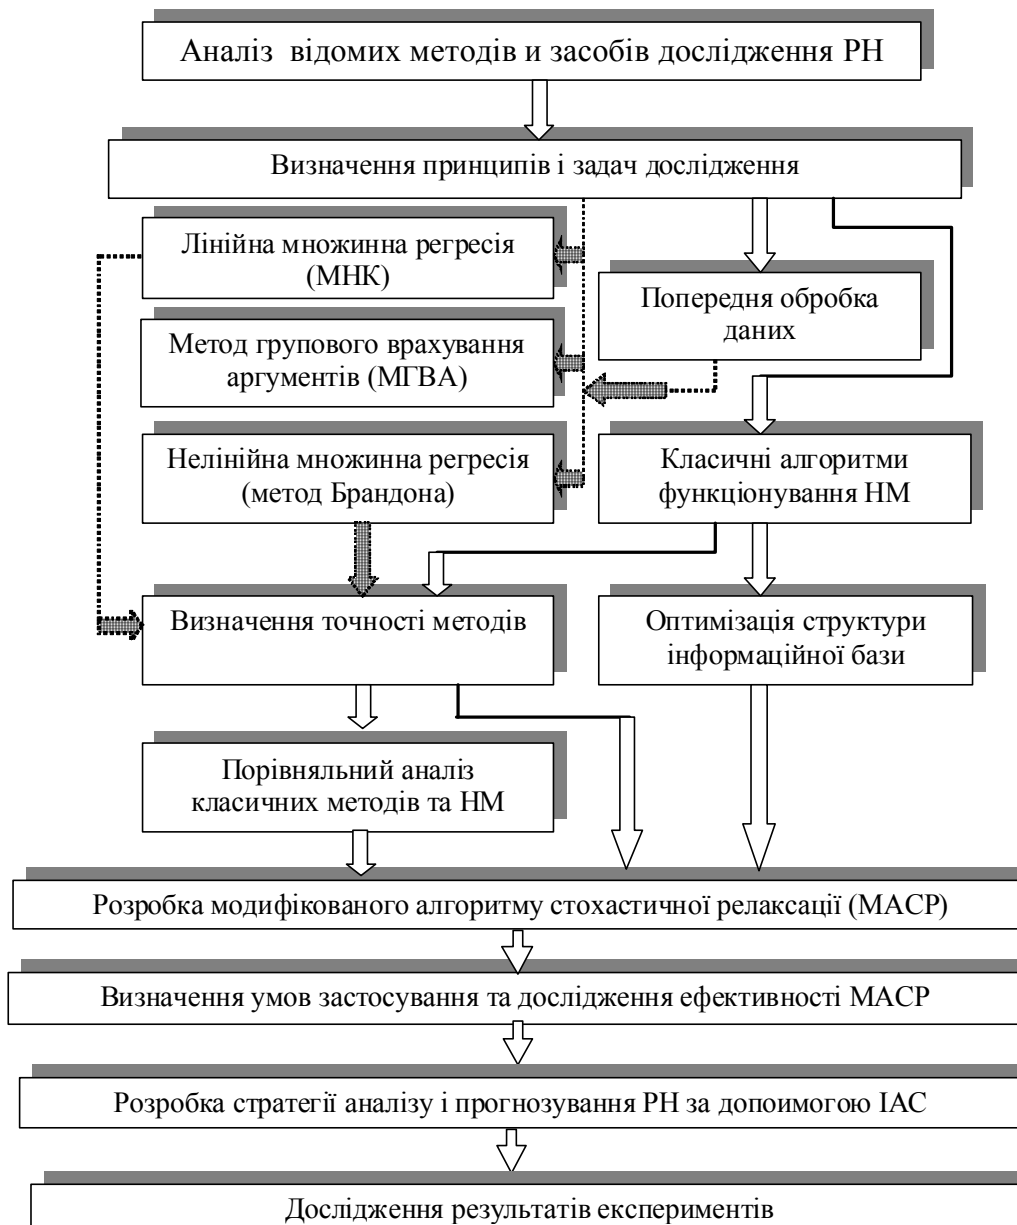 Аналіз відомих методів и засобів дослідження РН
Визначення принципів і задач дослідження
Лінійна множинна регресія
(МНК)
Попередня обробка
даних
Метод групового врахування
аргументів (МГВА)
Нелінійна множинна регресія
(метод Брандона)
Класичні алгоритми
функціонування НМ
Визначення точності методів
Оптимізація структури
інформаційної бази
Порівняльний аналіз
класичних методів та НМ
Розробка модифікованого алгоритму стохастичної релаксації (МАСР)
Визначення умов застосування та дослідження ефективності МАСР
Розробка стратегії аналізу і прогнозування РН за допоимогою ІАС
Дослідження результатів експериментів